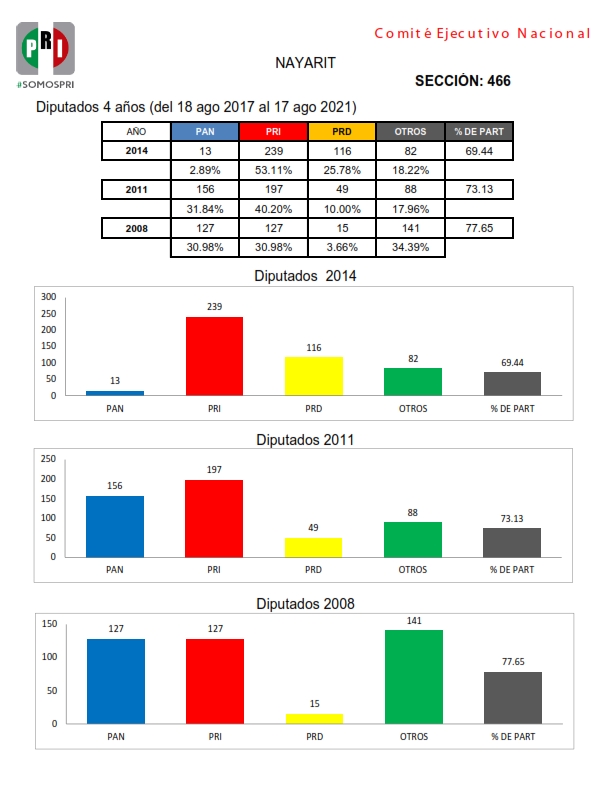 Comité Ejecutivo Nacional
PRI
#SOMOSPRI
NAYARIT
SECCIÓN: 466
Diputados 4 años (del 18 ago 2017 al 17 ago 2021)
AÑO PAN PRI PRD OTROS % DE PART
2014 13 239 116 82 69.44
2.89% 53.11% 25.78% 18.22%
2011 156 197 49 88 73.13
31.84% 40.20% 10.00% 17.96%
2008 127 127 15 141 77.65
30.98% 30.98% 3.66% 34.39%
Diputados 2014
300
250
200
150
100
50
0
13 239 116 82 69.44
PAN PRI PRD OTROS % DE PART
Diputados 2011
250
200
150
100
50
0
156 197 49 88 73.13
PAN PRI PRD OTROS % DE PART
Diputados 2008
150
100
50
0
127 127 15 141 77.65
PAN PRI PRD OTROS % DE PART